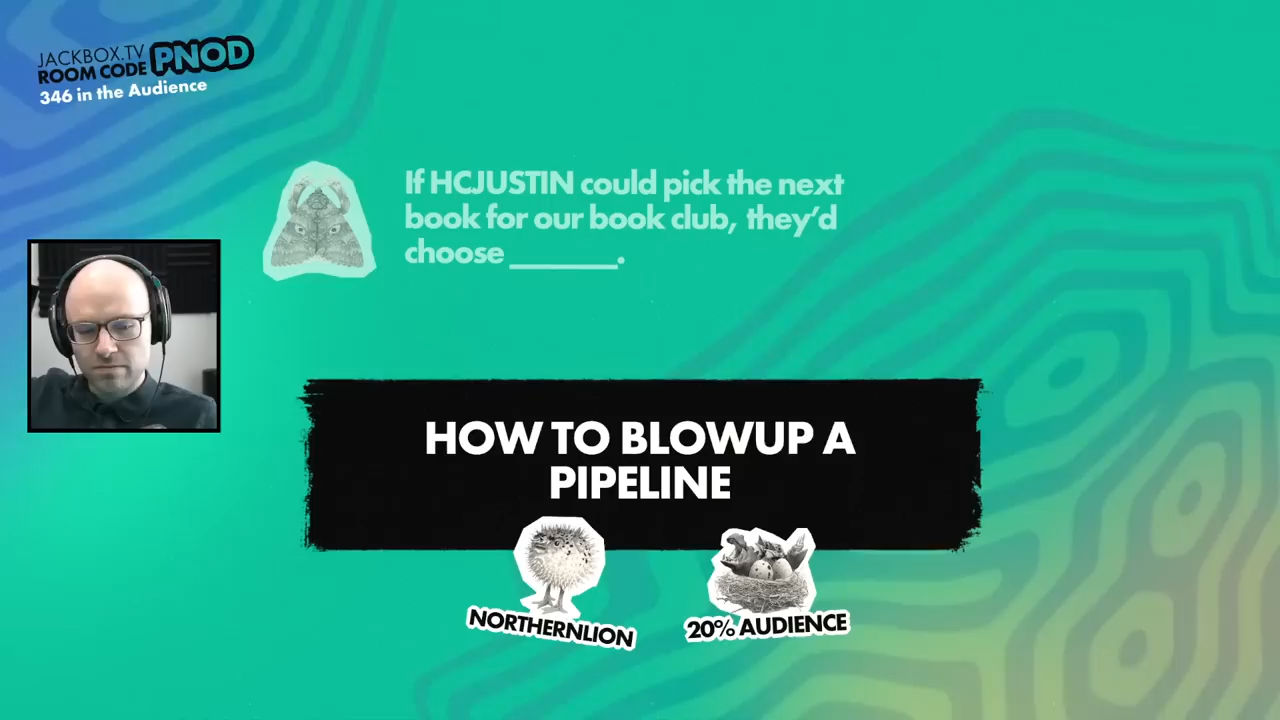 JACKBOX.TV
ROOM CODE PNOD
346 in the Audience
If HCJUSTIN could pick the next
book for our book club, they’d
choose ________.
HOW TO BLOWUP A
PIPELINE
NORTHERNLION
20% AUDIENCE